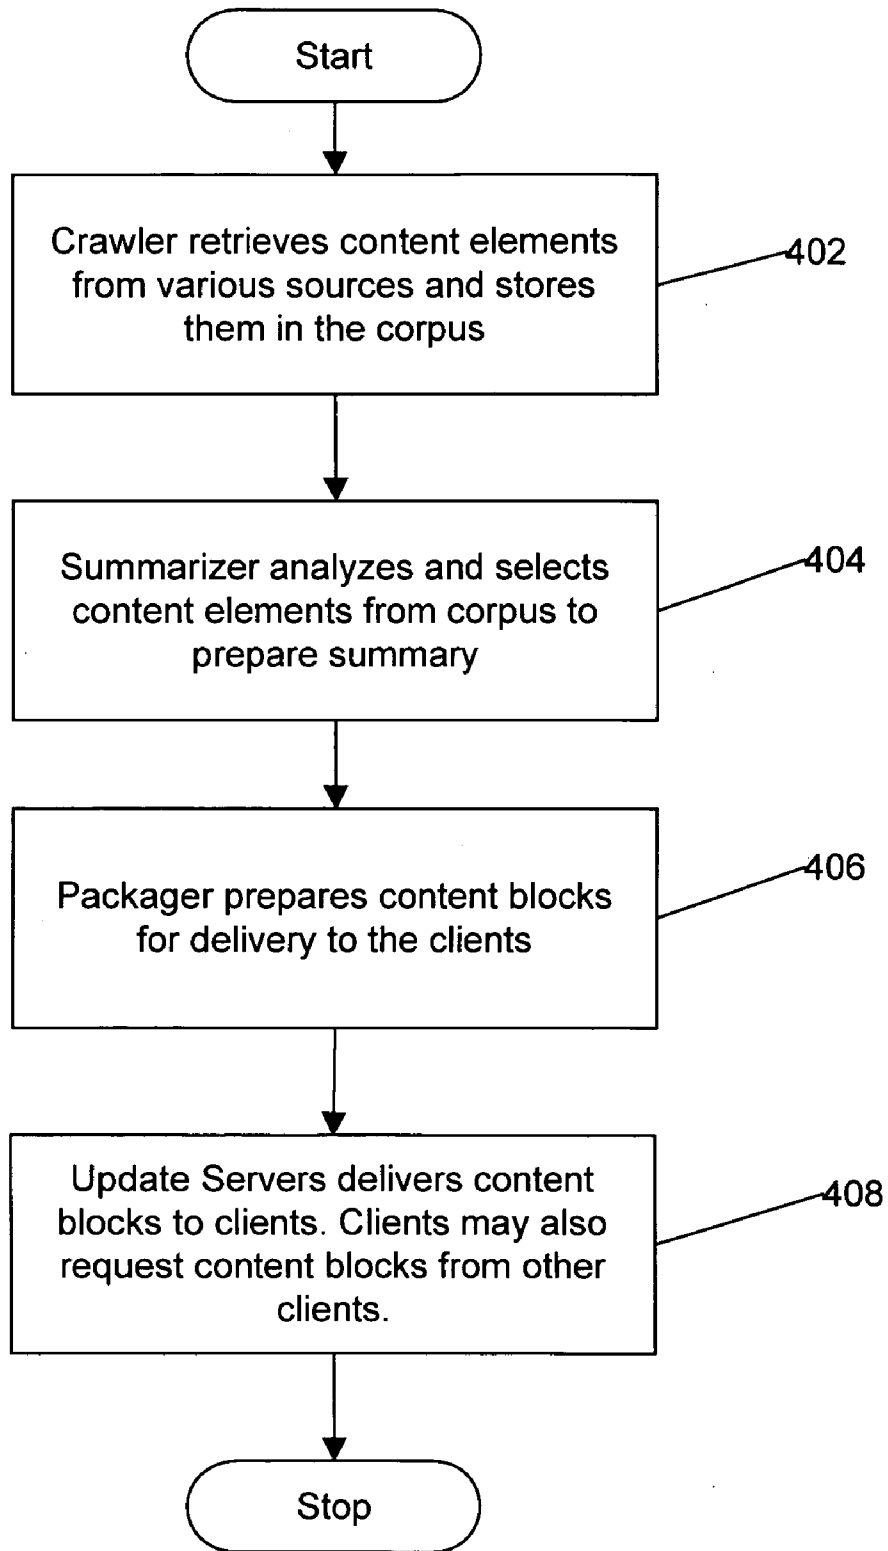 Start
Crawler retrieves content elements
from various sources and stores
them in the corpus
402
Summarizer analyzes and selects
content elements from corpus to
prepare summary
404
Packager prepares content blocks
for delivery to the clients
406
Update Servers delivers content
blocks to clients. Clients may also
request content blocks from other
clients.
408
Stop